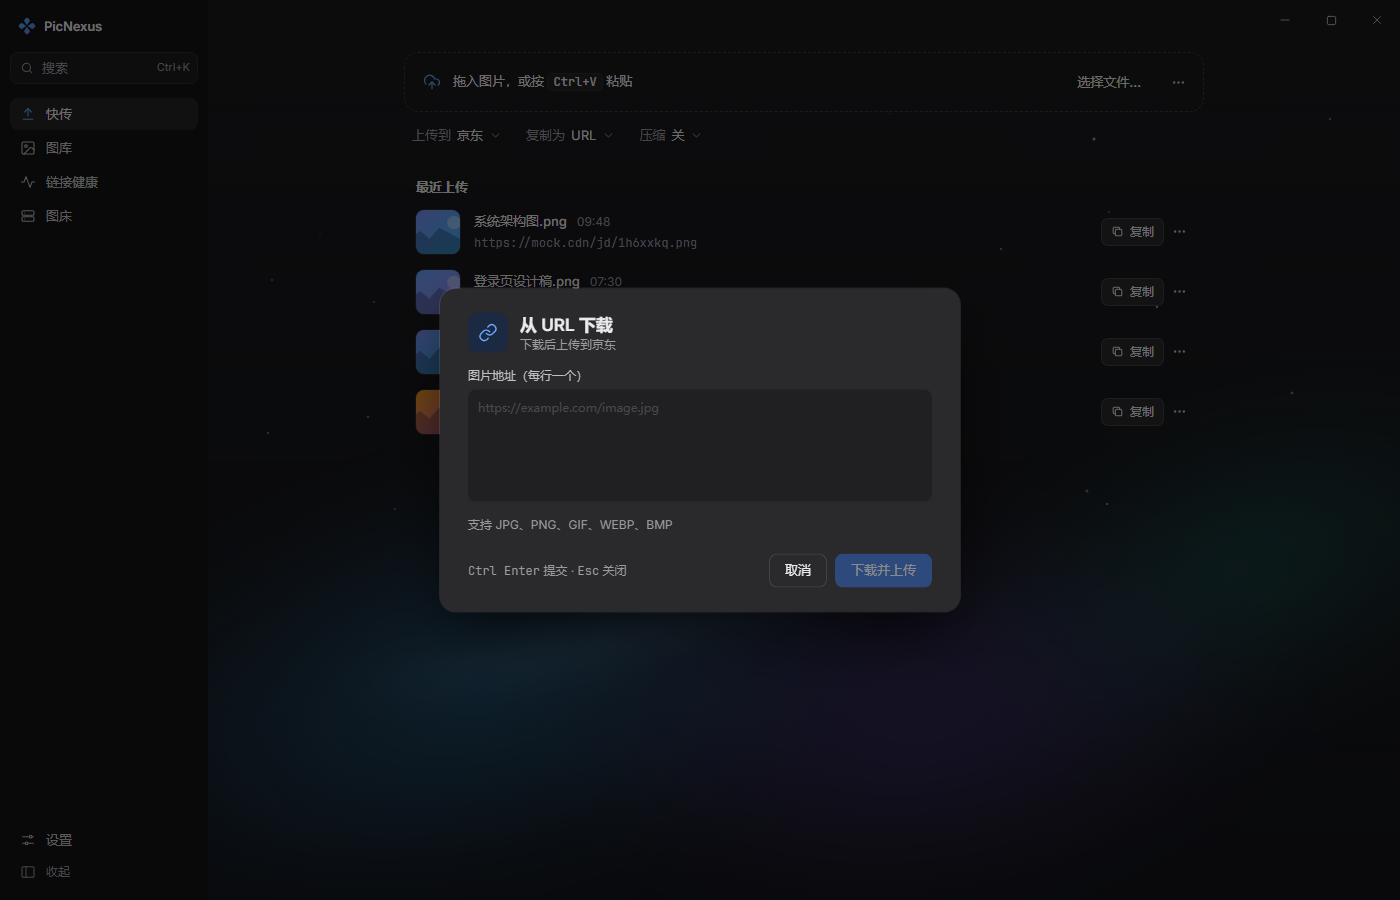 PicNexus
搜索 Ctrl+K
快传
图库
链接健康
图床
设置
收起
拖入图片，或按 Ctrl+V 粘贴
选择文件...
上传到 京东 复制为 URL 压缩 关
最近上传
系统架构图.png 09:48
https://mock.cdn/jd/1h6xxkq.png
复制
登录页设计稿.png 07:30
复制
复制
复制
从 URL 下载
下载后上传到京东
图片地址（每行一个）
https://example.com/image.jpg
支持 JPG、PNG、GIF、WEBP、BMP
Ctrl Enter 提交 · Esc 关闭
取消
下载并上传